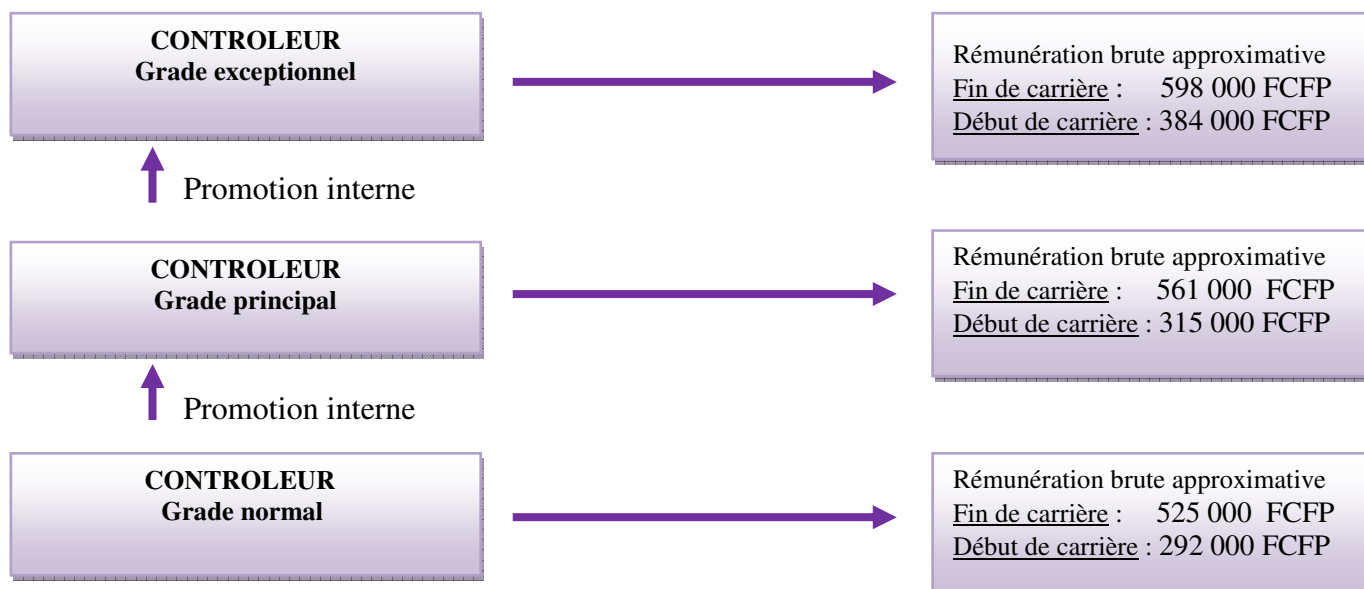 CONTROLEUR
Grade exceptionnel
Rémunération brute approximative
Fin de carrière : 598 000 FCFP
Début de carrière : 384 000 FCFP
Promotion interne
CONTROLEUR
Grade principal
Rémunération brute approximative
Fin de carrière : 561 000 FCFP
Début de carrière : 315 000 FCFP
Promotion interne
CONTROLEUR
Grade normal
Rémunération brute approximative
Fin de carrière : 525 000 FCFP
Début de carrière : 292 000 FCFP